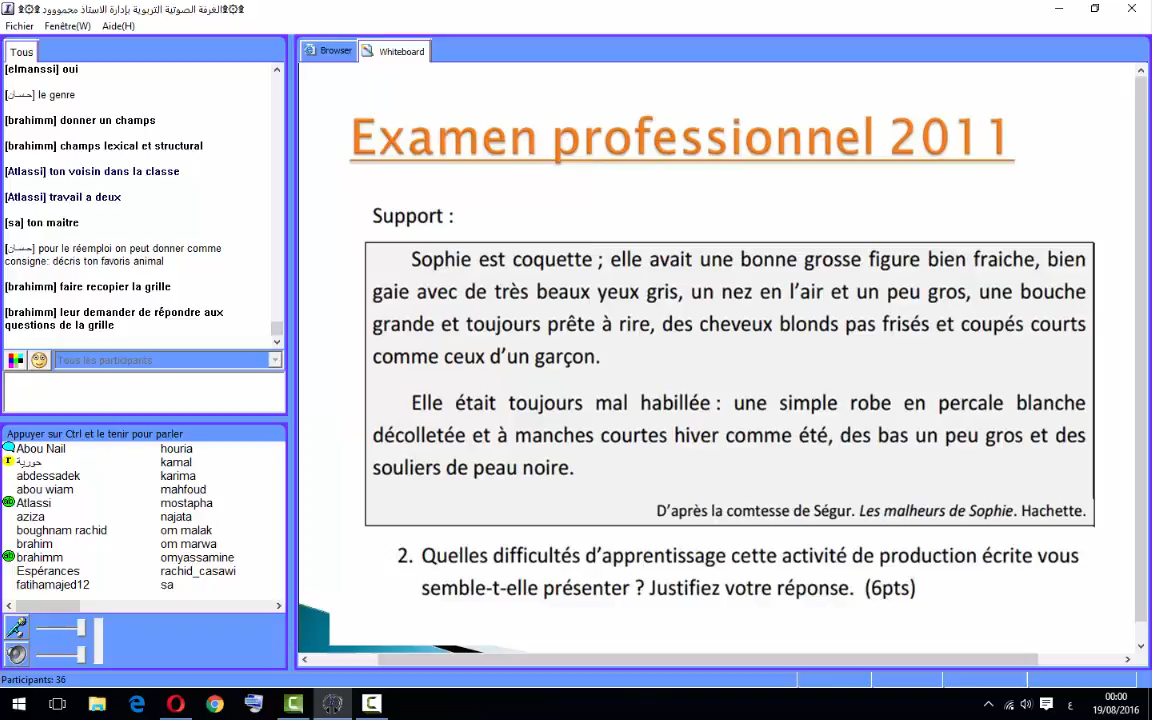 الغرفة الصوتية التربوية بإدارة الاستاذ محمووود
Fichier Fenêtre(W) Aide(H)
Tous
[elmanssi] oui
[حسان] le genre
[brahimm] donner un champs
[brahimm] champs lexical et structural
[Atlassi] ton voisin dans la classe
[Atlassi] travail a deux
[sa] ton maitre
[حسان] pour le réemploi on peut donner comme
consigne: décris ton favoris animal
[brahimm] faire recopier la grille
[brahimm] leur demander de répondre aux
questions de la grille
Tous les participants
Appuyer sur Ctrl et le tenir pour parler
Abou Nail houria
حورية kamal
abdessadek karima
abou wiam mahfoud
Atlassi mostapha
aziza najata
boughnam rachid om malak
brahim om marwa
brahimm omyassamine
Espérances rachid_casawi
fatihamajed12 sa
Participants: 36
Browser Whiteboard
Examen professionnel 2011
Support :
Sophie est coquette ; elle avait une bonne grosse figure bien fraiche, bien
gaie avec de très beaux yeux gris, un nez en l'air et un peu gros, une bouche
grande et toujours prête à rire, des cheveux blonds pas frisés et coupés courts
comme ceux d'un garçon.
Elle était toujours mal habillée : une simple robe en percale blanche
décolletée et à manches courtes hiver comme été, des bas un peu gros et des
souliers de peau noire.
D'après la comtesse de Ségur. Les malheurs de Sophie. Hachette.
2. Quelles difficultés d'apprentissage cette activité de production écrite vous
semble-t-elle présenter ? Justifiez votre réponse. (6pts)
ع
00:00
19/08/2016